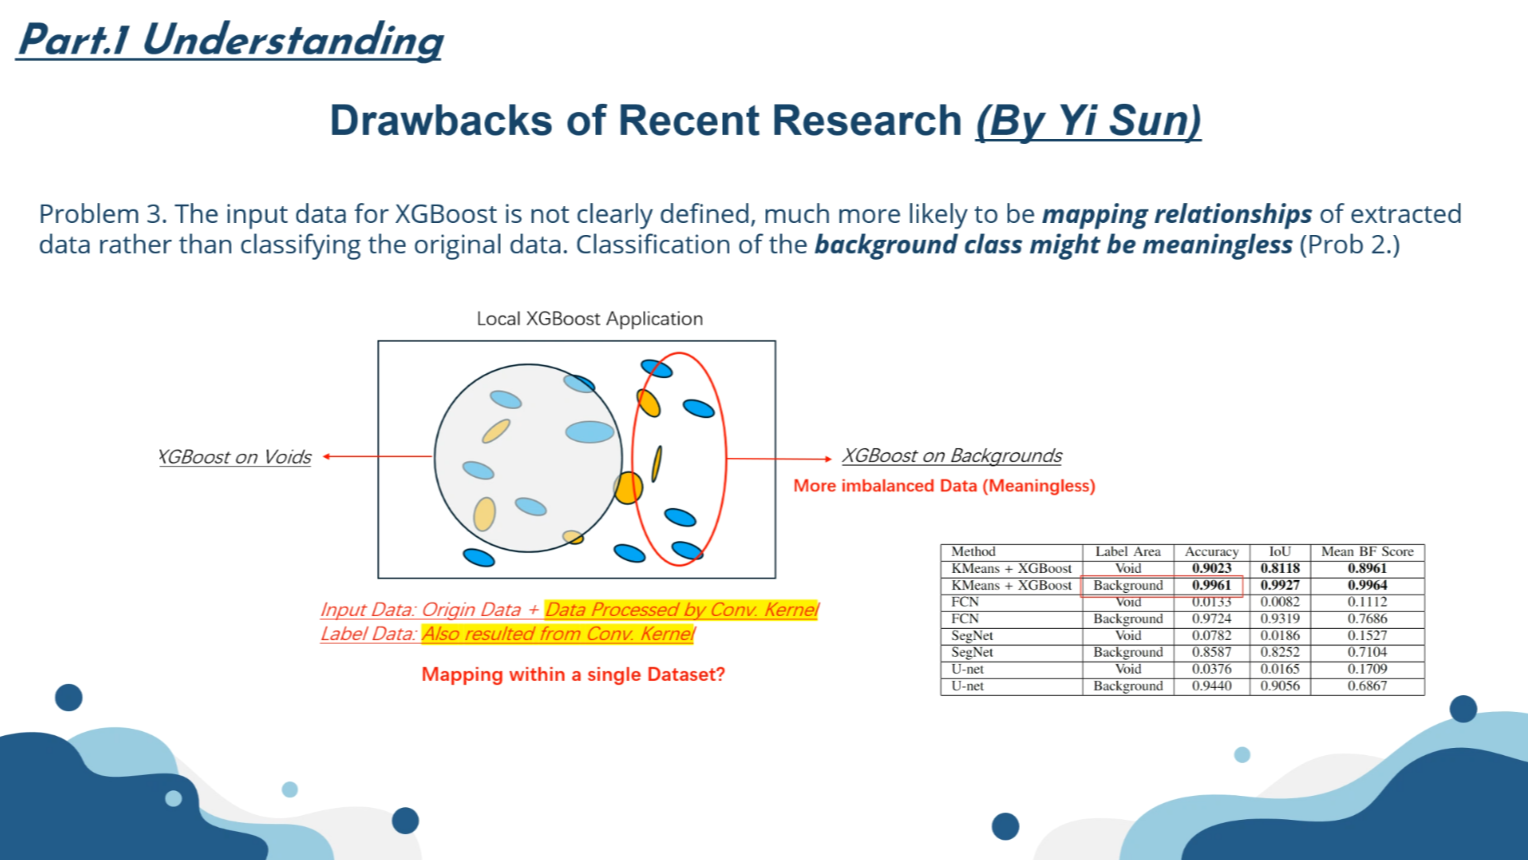 Part.1 Understanding
Drawbacks of Recent Research (By Yi Sun)
Problem 3. The input data for XGBoost is not clearly defined, much more likely to be mapping relationships of extracted
data rather than classifying the original data. Classification of the background class might be meaningless (Prob 2.)
Local XGBoost Application
XGBoost on Voids
XGBoost on Backgrounds
More imbalanced Data (Meaningless)
Input Data: Origin Data + Data Processed by Conv. Kernel
Label Data: Also resulted from Conv. Kernel
Mapping within a single Dataset?
Method Label Area Accuracy IoU Mean BF Score
KMeans + XGBoost Void 0.9023 0.8118 0.8961
KMeans + XGBoost Background 0.9961 0.9927 0.9964
FCN Void 0.0133 0.0082 0.1112
FCN Background 0.9724 0.9319 0.7686
SegNet Void 0.0782 0.0186 0.1527
SegNet Background 0.8587 0.8252 0.7104
U-net Void 0.0376 0.0165 0.1709
U-net Background 0.9440 0.9056 0.6867